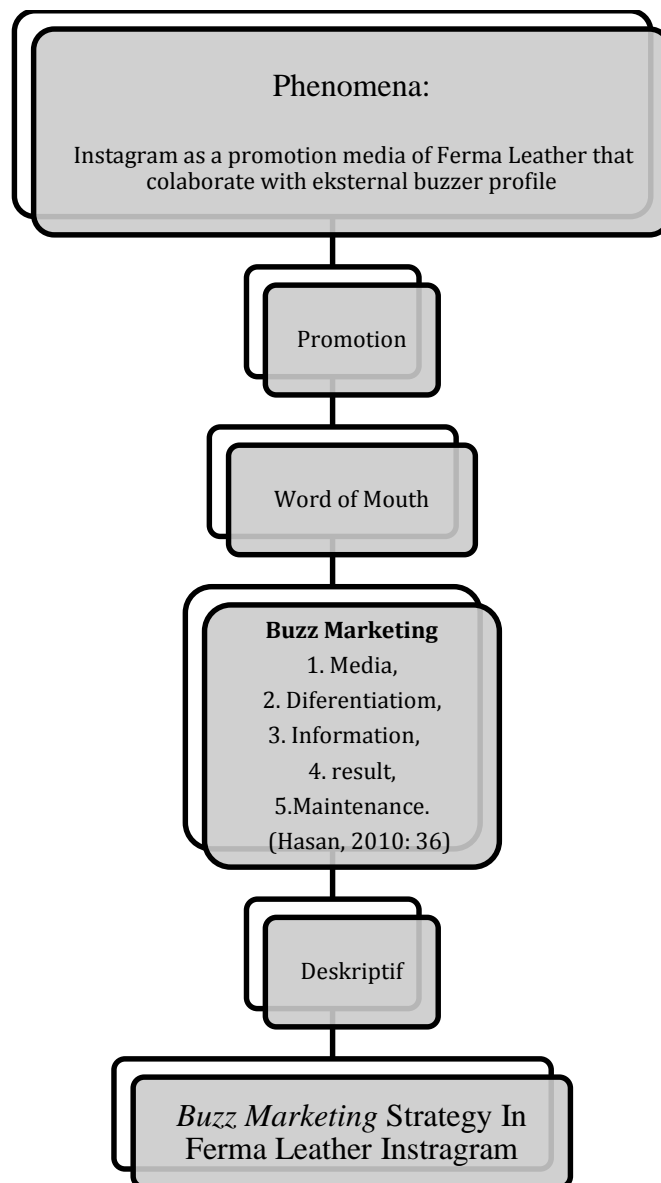 Phenomena:
Instagram as a promotion media of Ferma Leather that
colaborate with eksternal buzzer profile
Promotion
Word of Mouth
Buzz Marketing
1. Media,
2. Diferentiatiom,
3. Information,
4. result,
5.Maintenance.
(Hasan, 2010: 36)
Deskriptif
Buzz Marketing Strategy In
Ferma Leather Instragram